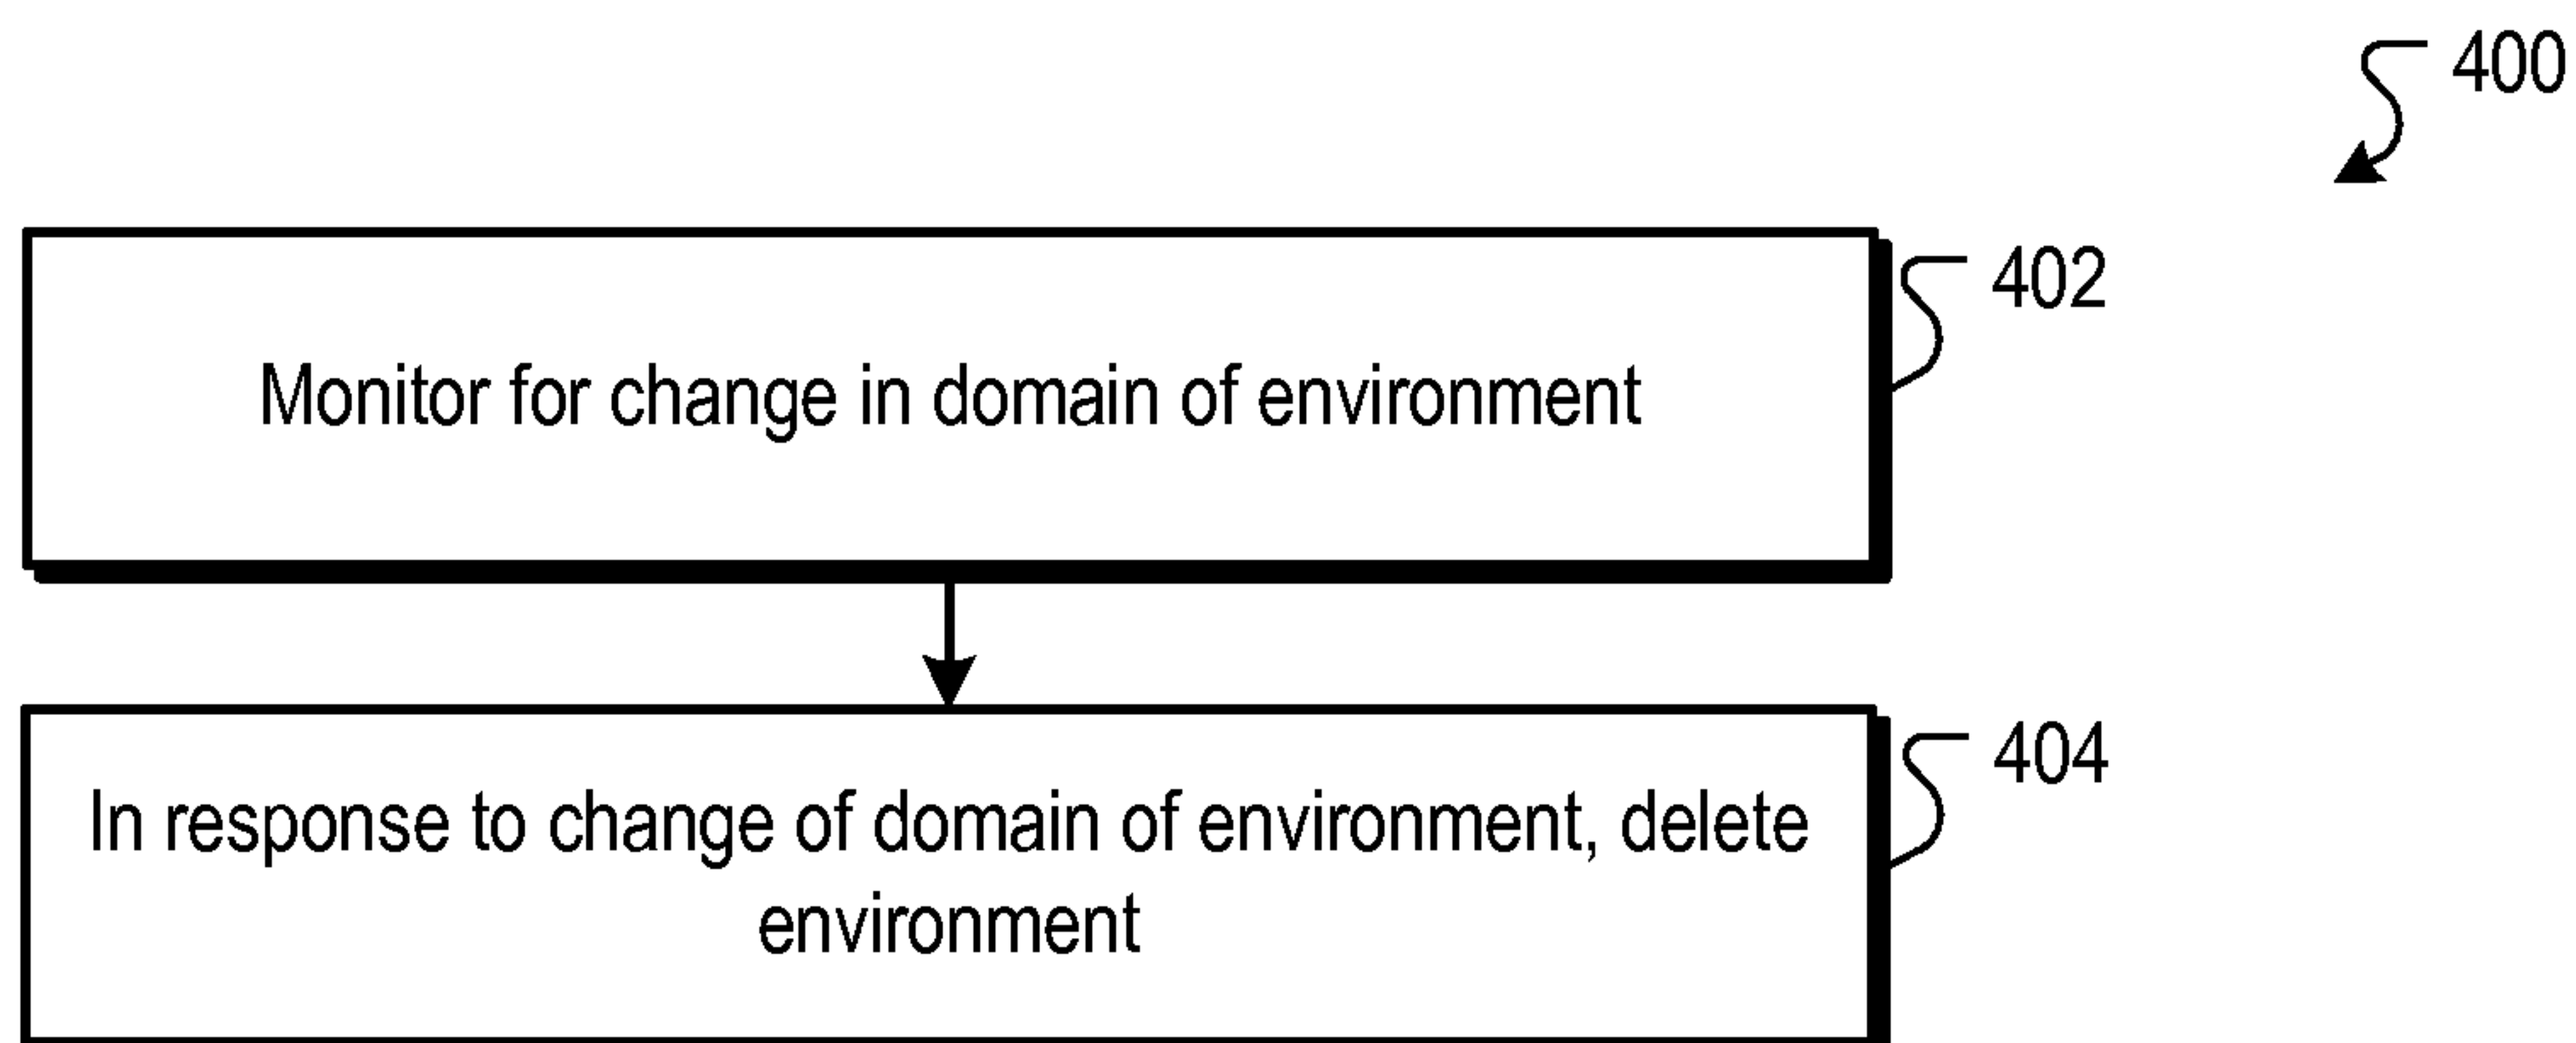 400
402
Monitor for change in domain of environment
404
In response to change of domain of environment, delete
environment